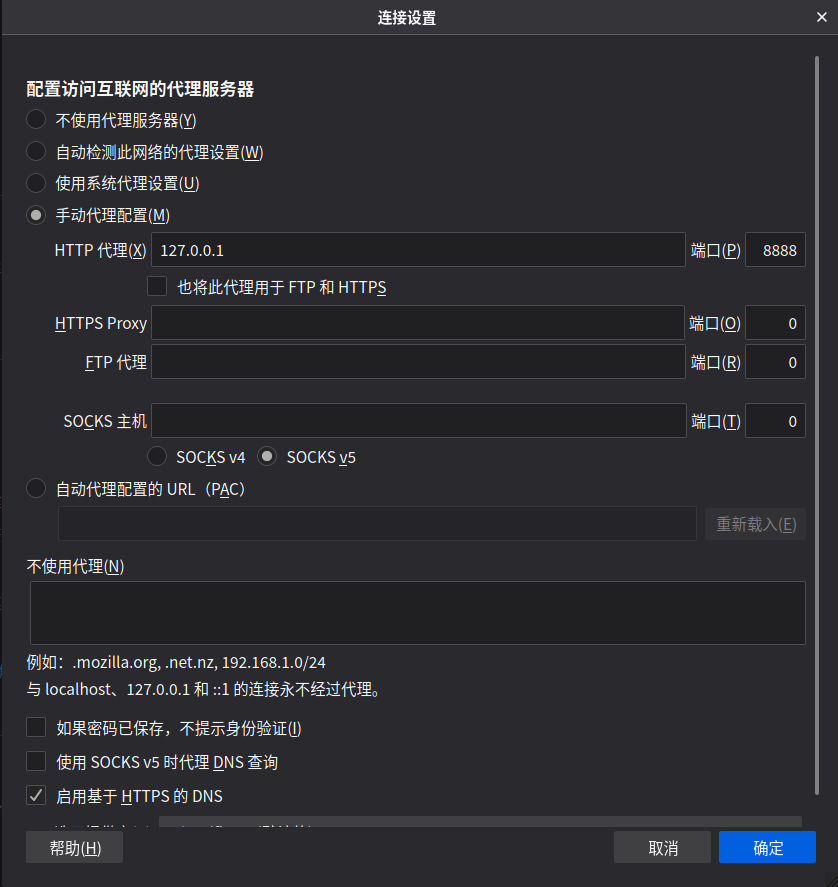 连接设置
配置访问互联网的代理服务器
不使用代理服务器(Y)
自动检测此网络的代理设置(W)
使用系统代理设置(U)
手动代理配置(M)
HTTP 代理(X) 127.0.0.1 端口(P) 8888
也将此代理用于 FTP 和 HTTPS
HTTPS Proxy 端口(O) 0
FTP 代理 端口(R) 0
SOCKS 主机 端口(T) 0
SOCKS v4 SOCKS v5
自动代理配置的 URL（PAC）
重新载入(E)
不使用代理(N)
例如：.mozilla.org, .net.nz, 192.168.1.0/24
与 localhost、127.0.0.1 和 ::1 的连接永不经过代理。
如果密码已保存，不提示身份验证(I)
使用 SOCKS v5 时代理 DNS 查询
启用基于 HTTPS 的 DNS
帮助(H) 取消 确定